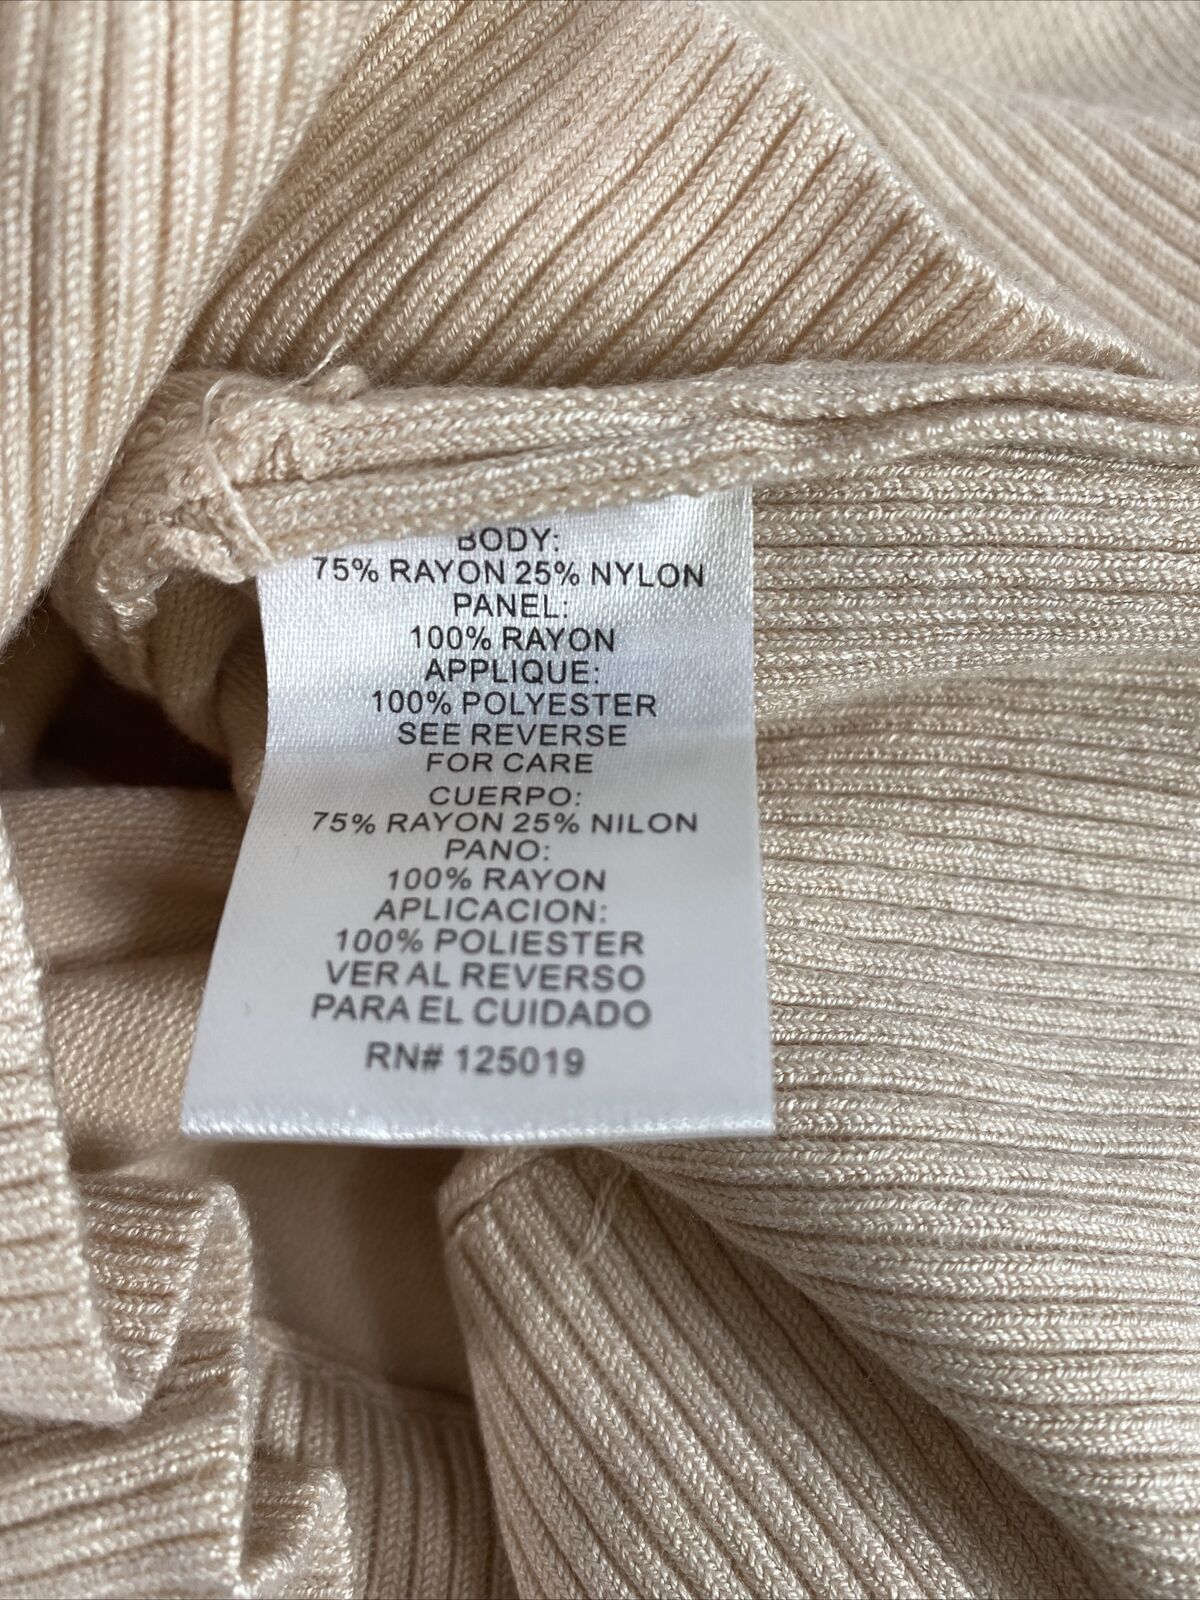 BODY:
75% RAYON 25% NYLON
PANEL:
100% RAYON
APPLIQUE:
100% POLYESTER
SEE REVERSE
FOR CARE
CUERPO:
75% RAYON 25% NILON
PANO:
100% RAYON
APLICACION:
100% POLIESTER
VER AL REVERSO
PARA EL CUIDADO
RN# 125019